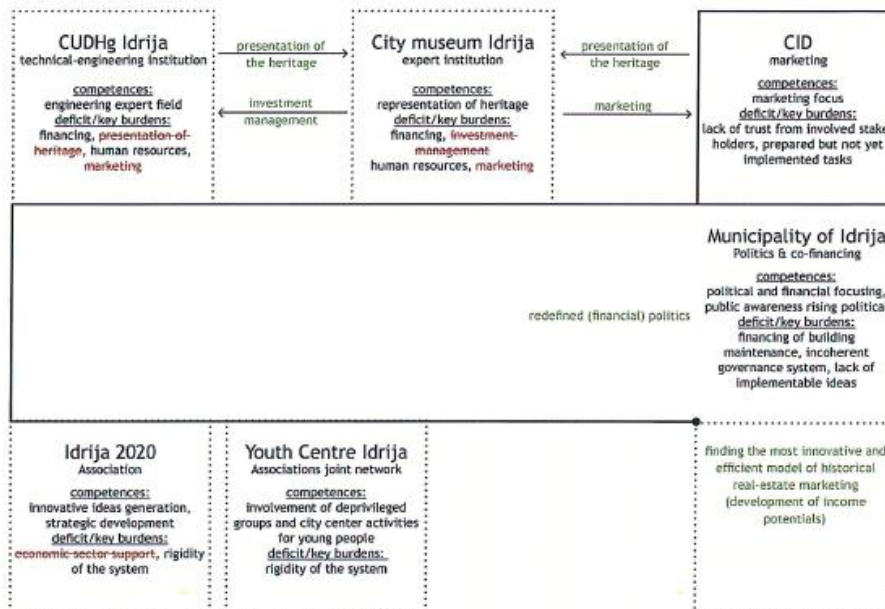 CUDHg Idrija
technical-engineering institution
competences:
engineering expert field
deficit/key burdens:
financing, presentation of
heritage, human resources,
marketing
presentation of
the heritage
investment
management
City museum Idrija
expert institution
competences:
representation of heritage
deficit/key burdens:
financing, investment
management
human resources, marketing
presentation of
the heritage
marketing
CID
marketing
competences:
marketing focus
deficit/key burdens:
lack of trust from involved stake
holders, prepared but not yet
implemented tasks
redefined (financial) politics
Municipality of Idrija
Politics & co-financing
competences:
political and financial focusing,
public awareness rising political
deficit/key burdens:
financing of building
maintenance, incoherent
governance system, lack of
implementable ideas
Idrija 2020
Association
competences:
innovative ideas generation,
strategic development
deficit/key burdens:
economic sector support, rigidity
of the system
Youth Centre Idrija
Associations joint network
competences:
involvement of deprivileged
groups and city center activities
for young people
deficit/key burdens:
rigidity of the system
finding the most innovative and
efficient model of historical
real-estate marketing
(development of income
potentials)